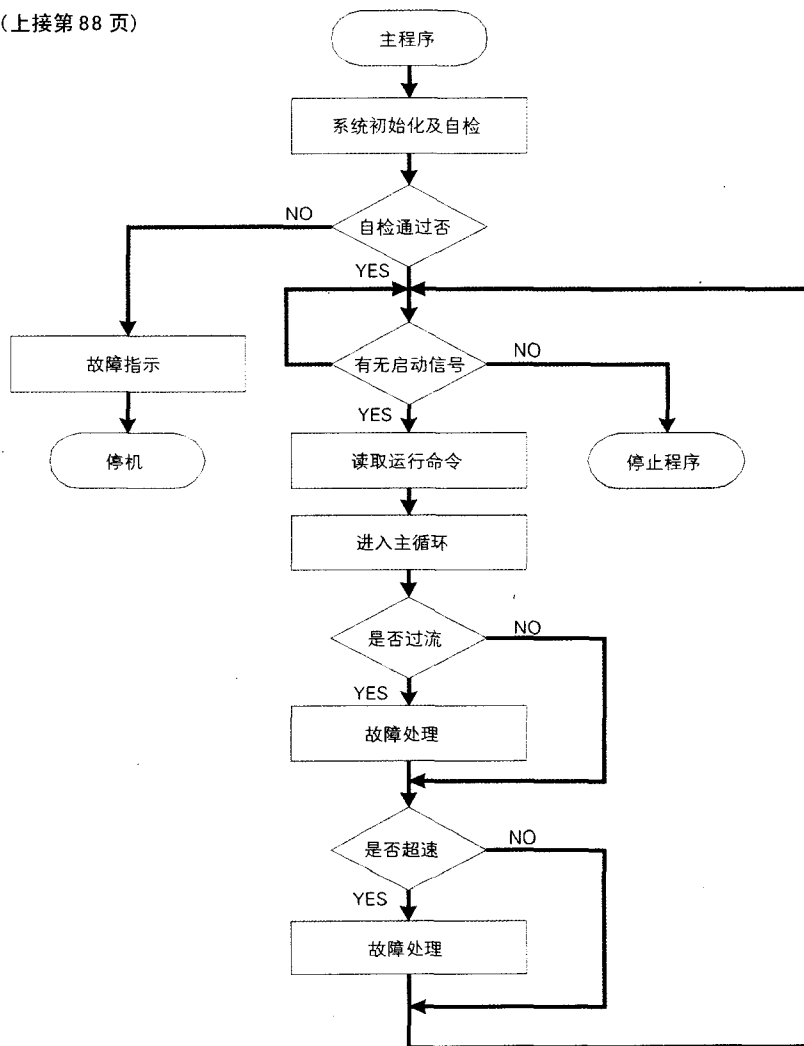 (上接第 88 页)
主程序
系统初始化及自检
NO
自检通过否
YES
故障指示
有无启动信号
NO
YES
停机
读取运行命令
停止程序
进入主循环
是否过流
NO
YES
故障处理
是否超速
NO
YES
故障处理